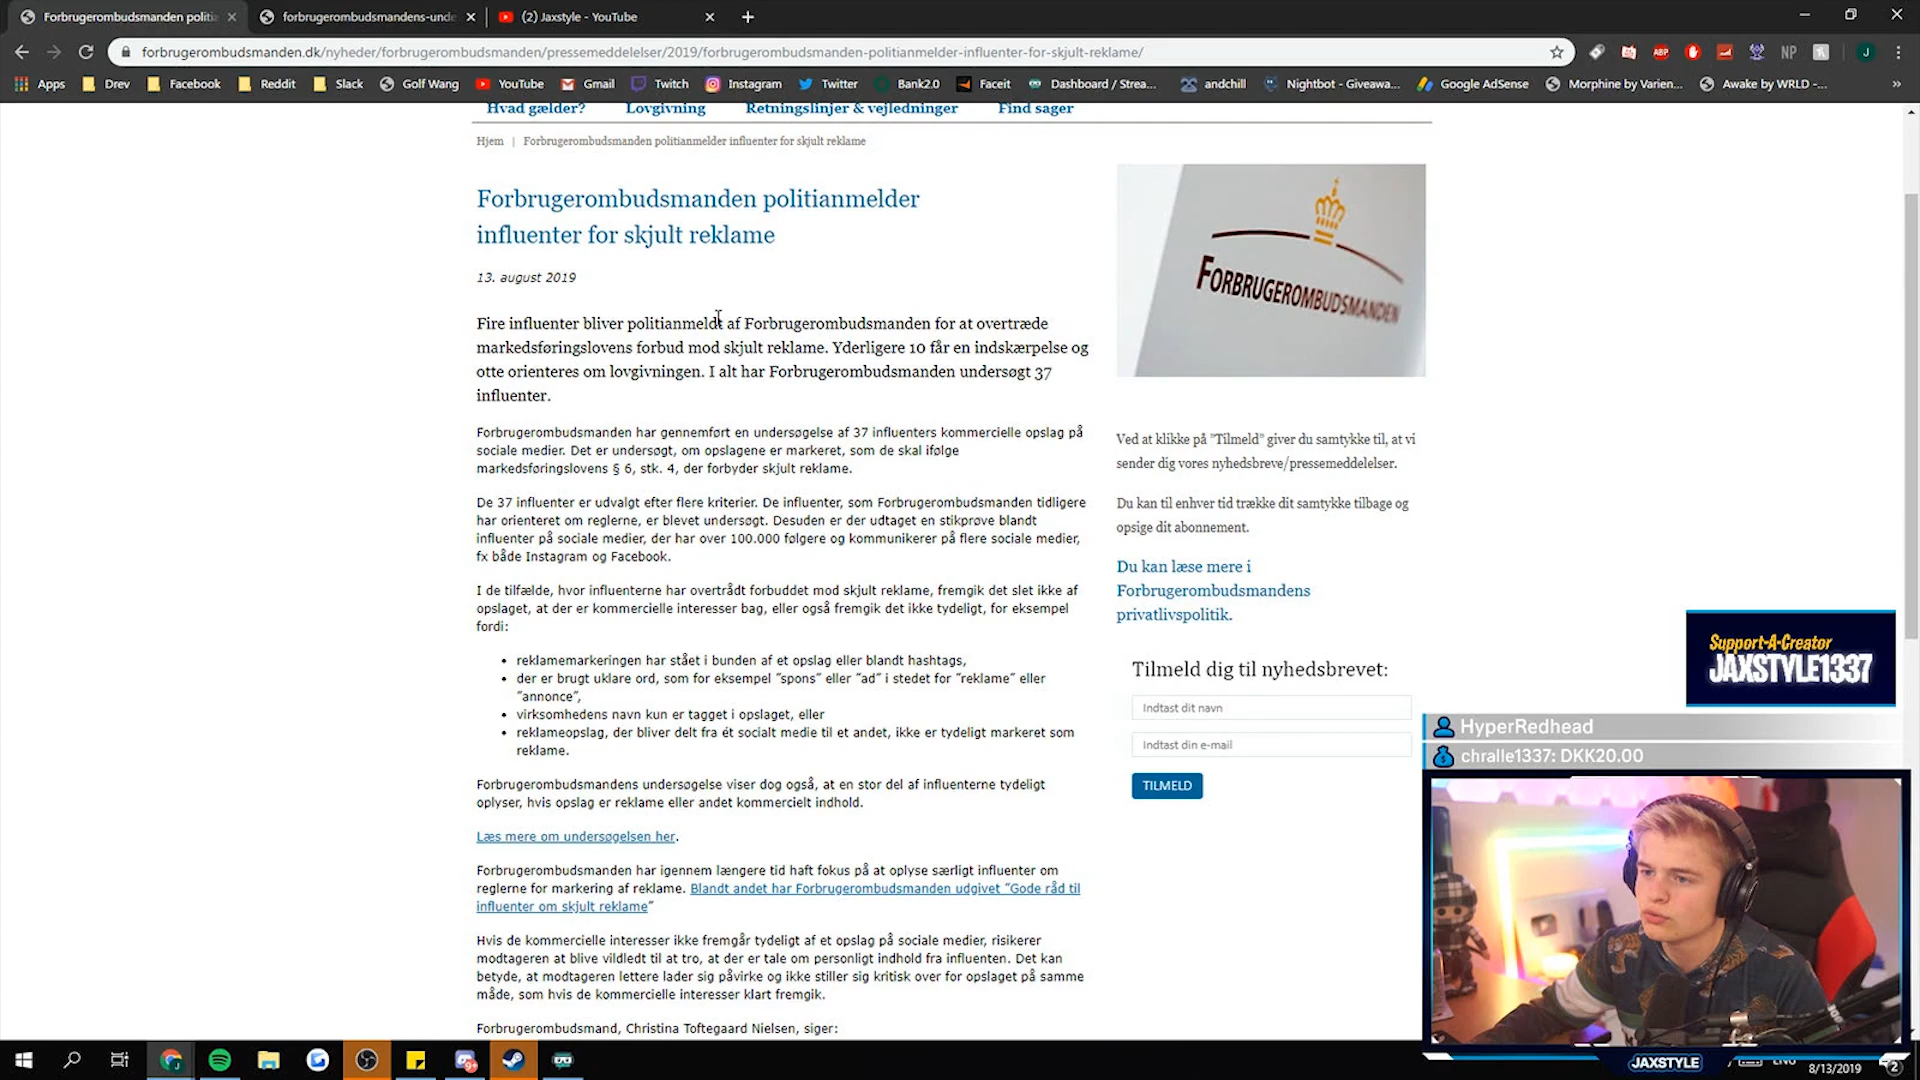 Forbrugerombudsmanden politi
forbrugerombudsmandens-unde
(2) Jaxstyle - YouTube
forbrugerombudsmanden.dk/nyheder/forbrugerombudsmanden/pressemeddelelser/2019/forbrugerombudsmanden-politianmelder-influenter-for-skjult-reklame/
ABP
NP
J
Apps
Drev
Facebook
Reddit
Slack
Golf Wang
YouTube
Gmail
Twitch
Instagram
Twitter
Bank2.0
Faceit
Dashboard / Strea...
andchill
Nightbot - Giveawa...
Google AdSense
Morphine by Varien...
Awake by WRLD -...
»
Hvad gælder?
Lovgivning
Retningslinjer & vejledninger
Find sager
Hjem | Forbrugerombudsmanden politianmelder influenter for skjult reklame
Forbrugerombudsmanden politianmelder
influenter for skjult reklame
13. august 2019
Fire influenter bliver politianmeldt af Forbrugerombudsmanden for at overtræde
markedsføringslovens forbud mod skjult reklame. Yderligere 10 får en indskærpelse og
otte orienteres om lovgivningen. I alt har Forbrugerombudsmanden undersøgt 37
influenter.
Forbrugerombudsmanden har gennemført en undersøgelse af 37 influenters kommercielle opslag på
sociale medier. Det er undersøgt, om opslagene er markeret, som de skal ifølge
markedsføringslovens § 6, stk. 4, der forbyder skjult reklame.
De 37 influenter er udvalgt efter flere kriterier. De influenter, som Forbrugerombudsmanden tidligere
har orienteret om reglerne, er blevet undersøgt. Desuden er der udtaget en stikprøve blandt
influenter på sociale medier, der har over 100.000 følgere og kommunikerer på flere sociale medier,
fx både Instagram og Facebook.
I de tilfælde, hvor influenterne har overtrådt forbuddet mod skjult reklame, fremgik det slet ikke af
opslaget, at der er kommercielle interesser bag, eller også fremgik det ikke tydeligt, for eksempel
fordi:
• reklamemarkeringen har stået i bunden af et opslag eller blandt hashtags,
• der er brugt uklare ord, som for eksempel "spons" eller "ad" i stedet for "reklame" eller
"annonce",
• virksomhedens navn kun er tagget i opslaget, eller
• reklameopslag, der bliver delt fra ét socialt medie til et andet, ikke er tydeligt markeret som
reklame.
Forbrugerombudsmandens undersøgelse viser dog også, at en stor del af influenterne tydeligt
oplyser, hvis opslag er reklame eller andet kommercielt indhold.
Læs mere om undersøgelsen her.
Forbrugerombudsmanden har igennem længere tid haft fokus på at oplyse særligt influenter om
reglerne for markering af reklame. Blandt andet har Forbrugerombudsmanden udgivet "Gode råd til
influenter om skjult reklame"
Hvis de kommercielle interesser ikke fremgår tydeligt af et opslag på sociale medier, risikerer
modtageren at blive vildledt til at tro, at der er tale om personligt indhold fra influenten. Det kan
betyde, at modtageren lettere lader sig påvirke og ikke stiller sig kritisk over for opslaget på samme
måde, som hvis de kommercielle interesser klart fremgik.
Forbrugerombudsmand, Christina Toftegaard Nielsen, siger:
FORBRUGEROMBUDSMANDEN
Ved at klikke på "Tilmeld" giver du samtykke til, at vi
sender dig vores nyhedsbreve/pressemeddelelser.
Du kan til enhver tid trække dit samtykke tilbage og
opsige dit abonnement.
Du kan læse mere i
Forbrugerombudsmandens
privatlivspolitik.
Tilmeld dig til nyhedsbrevet:
Indtast dit navn
Indtast din e-mail
TILMELD
Support-A-Creator
JAXSTYLE1337
HyperRedhead
chralle1337: DKK20.00
JAXSTYLE
ENG
8/13/2019
2